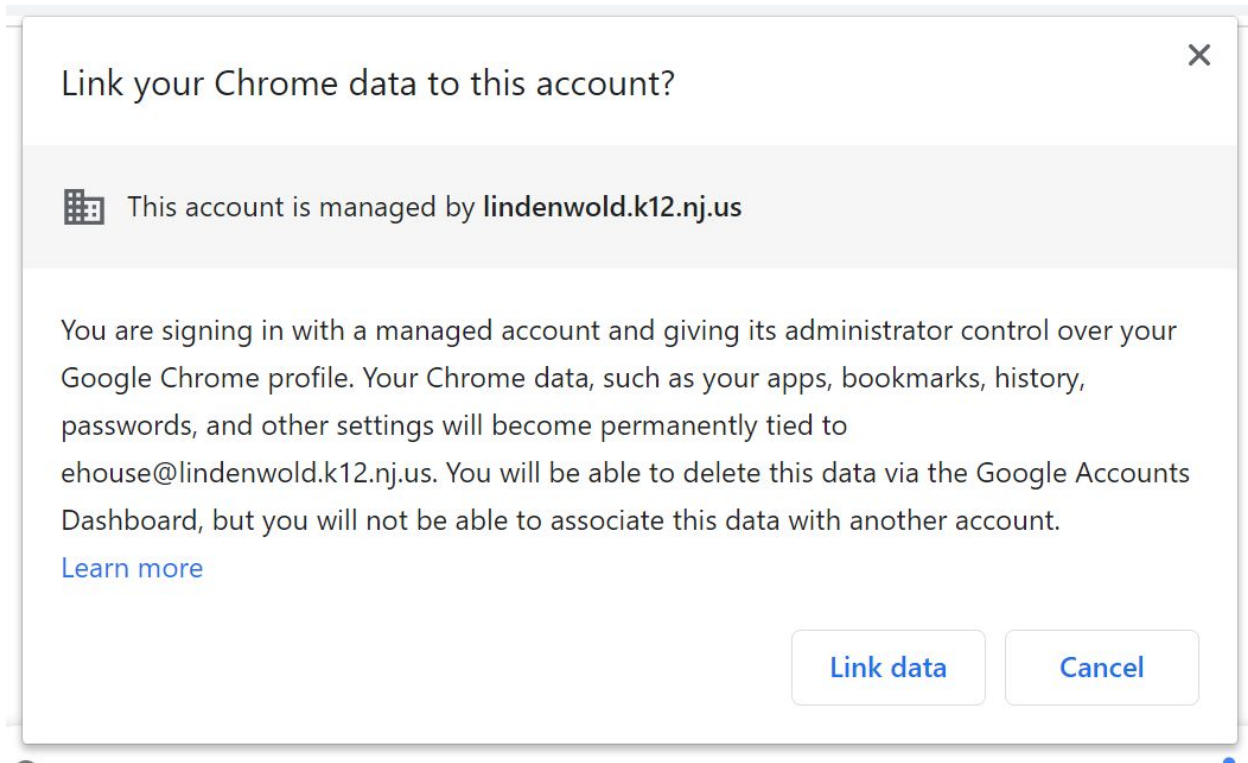 Link your Chrome data to this account?
This account is managed by lindenwold.k12.nj.us
You are signing in with a managed account and giving its administrator control over your
Google Chrome profile. Your Chrome data, such as your apps, bookmarks, history,
passwords, and other settings will become permanently tied to
ehouse@lindenwold.k12.nj.us. You will be able to delete this data via the Google Accounts
Dashboard, but you will not be able to associate this data with another account.
Learn more
Link data
Cancel